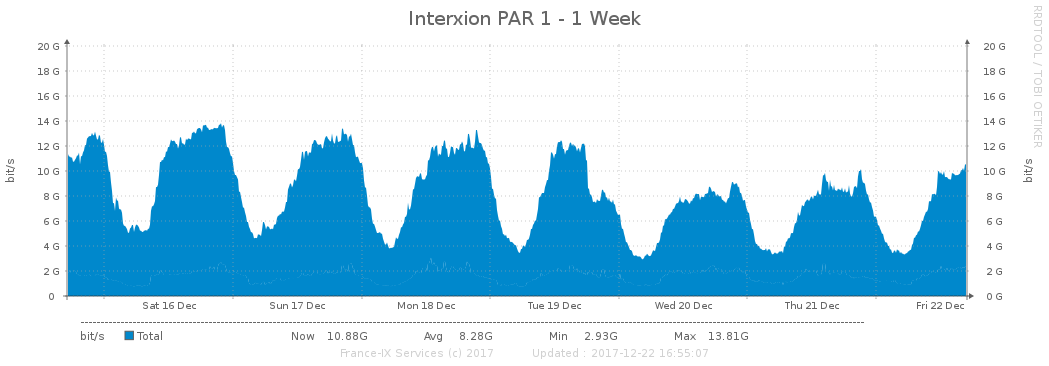 Interxion PAR 1 - 1 Week
RRDTOOL / TOBI OETIKER
20 G 20 G
18 G 18 G
16 G 16 G
14 G 14 G
12 G 12 G
10 G 10 G
8 G 8 G
6 G 6 G
4 G 4 G
2 G 2 G
0 0 G
bit/s
bit/s
Sat 16 Dec Sun 17 Dec Mon 18 Dec Tue 19 Dec Wed 20 Dec Thu 21 Dec Fri 22 Dec
bit/s Total Now 10.88G Avg 8.28G Min 2.93G Max 13.81G
France-IX Services (c) 2017 Updated : 2017-12-22 16:55:07